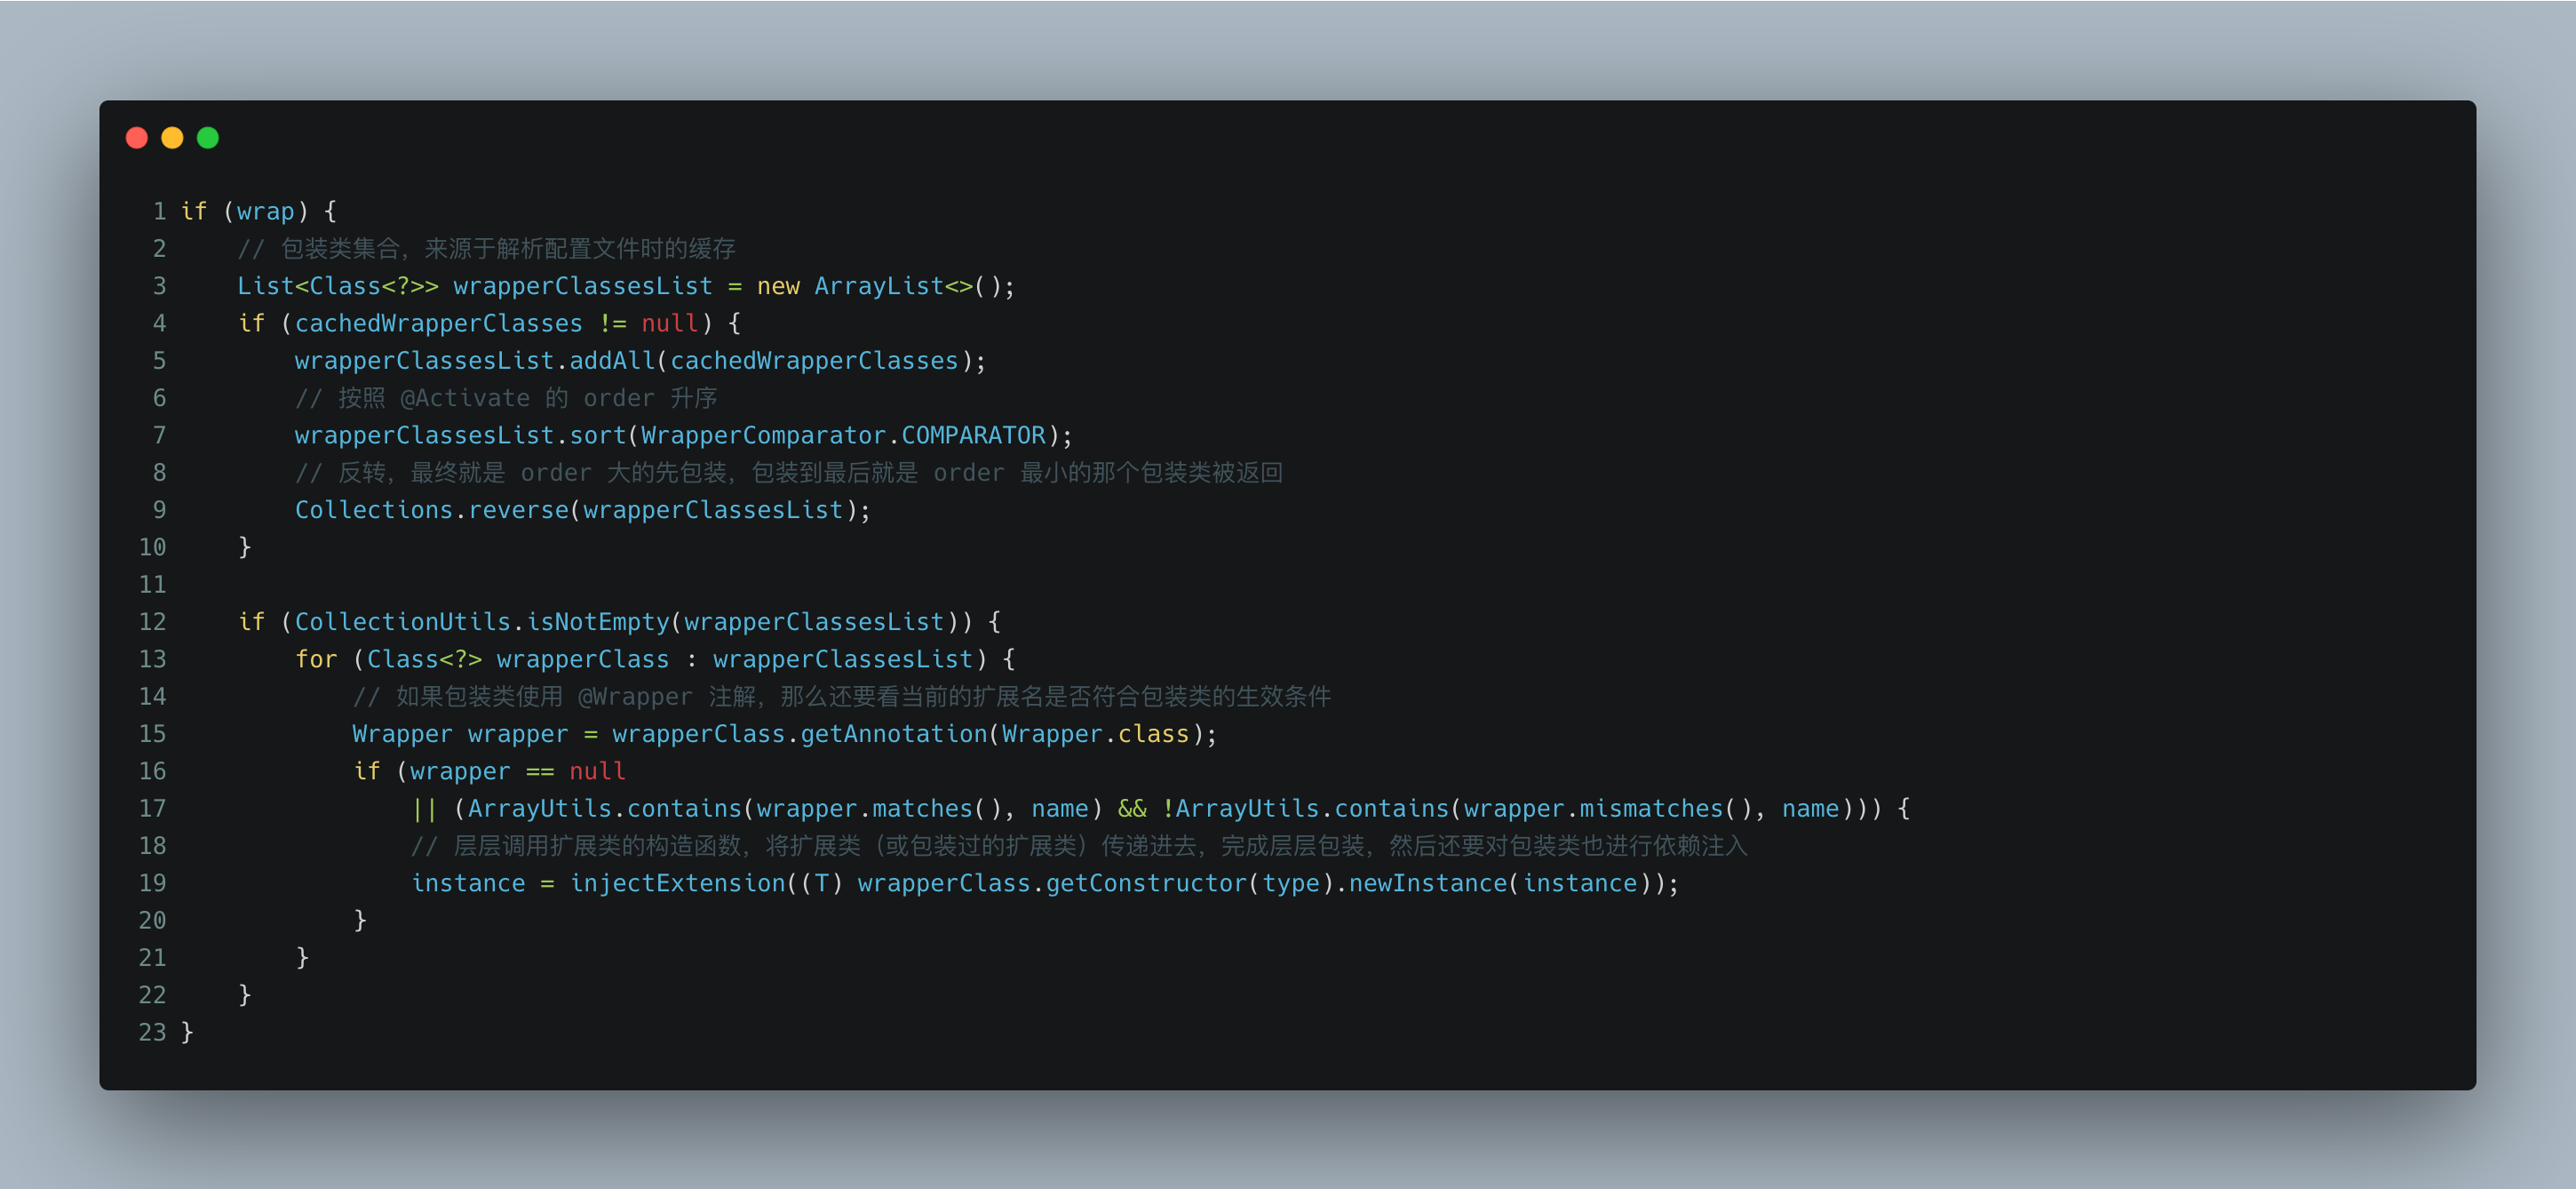 1 if (wrap) {
2     // 包装类集合，来源于解析配置文件时的缓存
3     List<Class<?>> wrapperClassesList = new ArrayList<>();
4     if (cachedWrapperClasses != null) {
5         wrapperClassesList.addAll(cachedWrapperClasses);
6         // 按照 @Activate 的 order 升序
7         wrapperClassesList.sort(WrapperComparator.COMPARATOR);
8         // 反转，最终就是 order 大的先包装，包装到最后就是 order 最小的那个包装类被返回
9         Collections.reverse(wrapperClassesList);
10     }
11
12     if (CollectionUtils.isNotEmpty(wrapperClassesList)) {
13         for (Class<?> wrapperClass : wrapperClassesList) {
14             // 如果包装类使用 @Wrapper 注解，那么还要看当前的扩展名是否符合包装类的生效条件
15             Wrapper wrapper = wrapperClass.getAnnotation(Wrapper.class);
16             if (wrapper == null
17                 || (ArrayUtils.contains(wrapper.matches(), name) && !ArrayUtils.contains(wrapper.mismatches(), name))) {
18                 // 层层调用扩展类的构造函数，将扩展类（或包装过的扩展类）传递进去，完成层层包装，然后还要对包装类也进行依赖注入
19                 instance = injectExtension((T) wrapperClass.getConstructor(type).newInstance(instance));
20             }
21         }
22     }
23 }